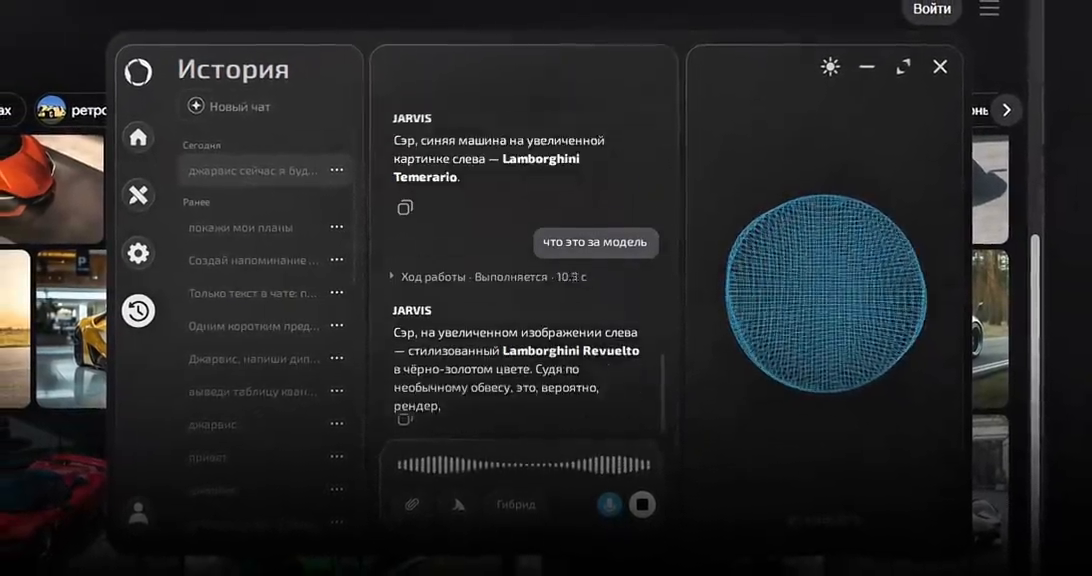 Войти
ах
ретро
История
Новый чат
Сегодня
джарвис сейчас я буд...
Ранее
покажи мои планы
Создай напоминание ...
Только текст в чате: п...
Одним коротким пред...
Джарвис, напиши дип...
выведи таблицу кван...
джарвис
привет
JARVIS
Сэр, синяя машина на увеличенной
картинке слева — Lamborghini
Temerario.
что это за модель
Ход работы · Выполняется · 10.9 с
JARVIS
Сэр, на увеличенном изображении слева
— стилизованный Lamborghini Revuelto
в чёрно-золотом цвете. Судя по
необычному обвесу, это, вероятно,
рендер,
Гибрид
P